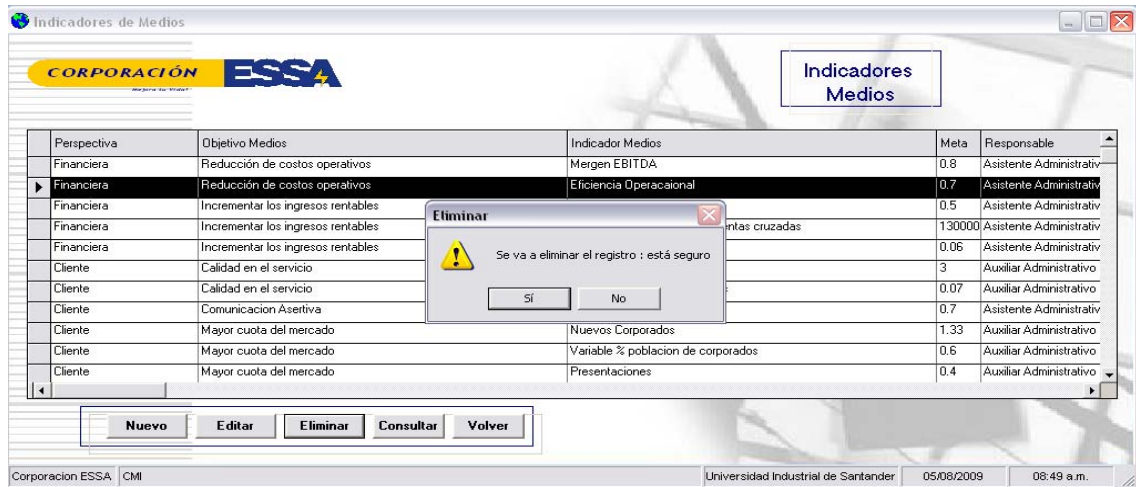 Indicadores de Medios
CORPORACIÓN ESSA
Mejora tu Vida!
Indicadores
Medios
Perspectiva Objetivo Medios Indicador Medios Meta Responsable
Financiera Reducción de costos operativos Mergen EBITDA 0.8 Asistente Administrativ
Financiera Reducción de costos operativos Eficiencia Operacaional 0.7 Asistente Administrativ
Financiera Incrementar los ingresos rentables 0.5 Asistente Administrativ
Financiera Incrementar los ingresos rentables entas cruzadas 130000 Asistente Administrativ
Financiera Incrementar los ingresos rentables 0.06 Asistente Administrativ
Cliente Calidad en el servicio 3 Auxiliar Administrativo
Cliente Calidad en el servicio 0.07 Auxiliar Administrativo
Cliente Comunicacion Asertiva 0.7 Asistente Administrativ
Cliente Mayor cuota del mercado Nuevos Corporados 1.33 Auxiliar Administrativo
Cliente Mayor cuota del mercado Variable % poblacion de corporados 0.6 Auxiliar Administrativo
Cliente Mayor cuota del mercado Presentaciones 0.4 Auxiliar Administrativo
Eliminar
Se va a eliminar el registro : está seguro
Sí No
Nuevo Editar Eliminar Consultar Volver
Corporacion ESSA CMI Universidad Industrial de Santander 05/08/2009 08:49 a.m.